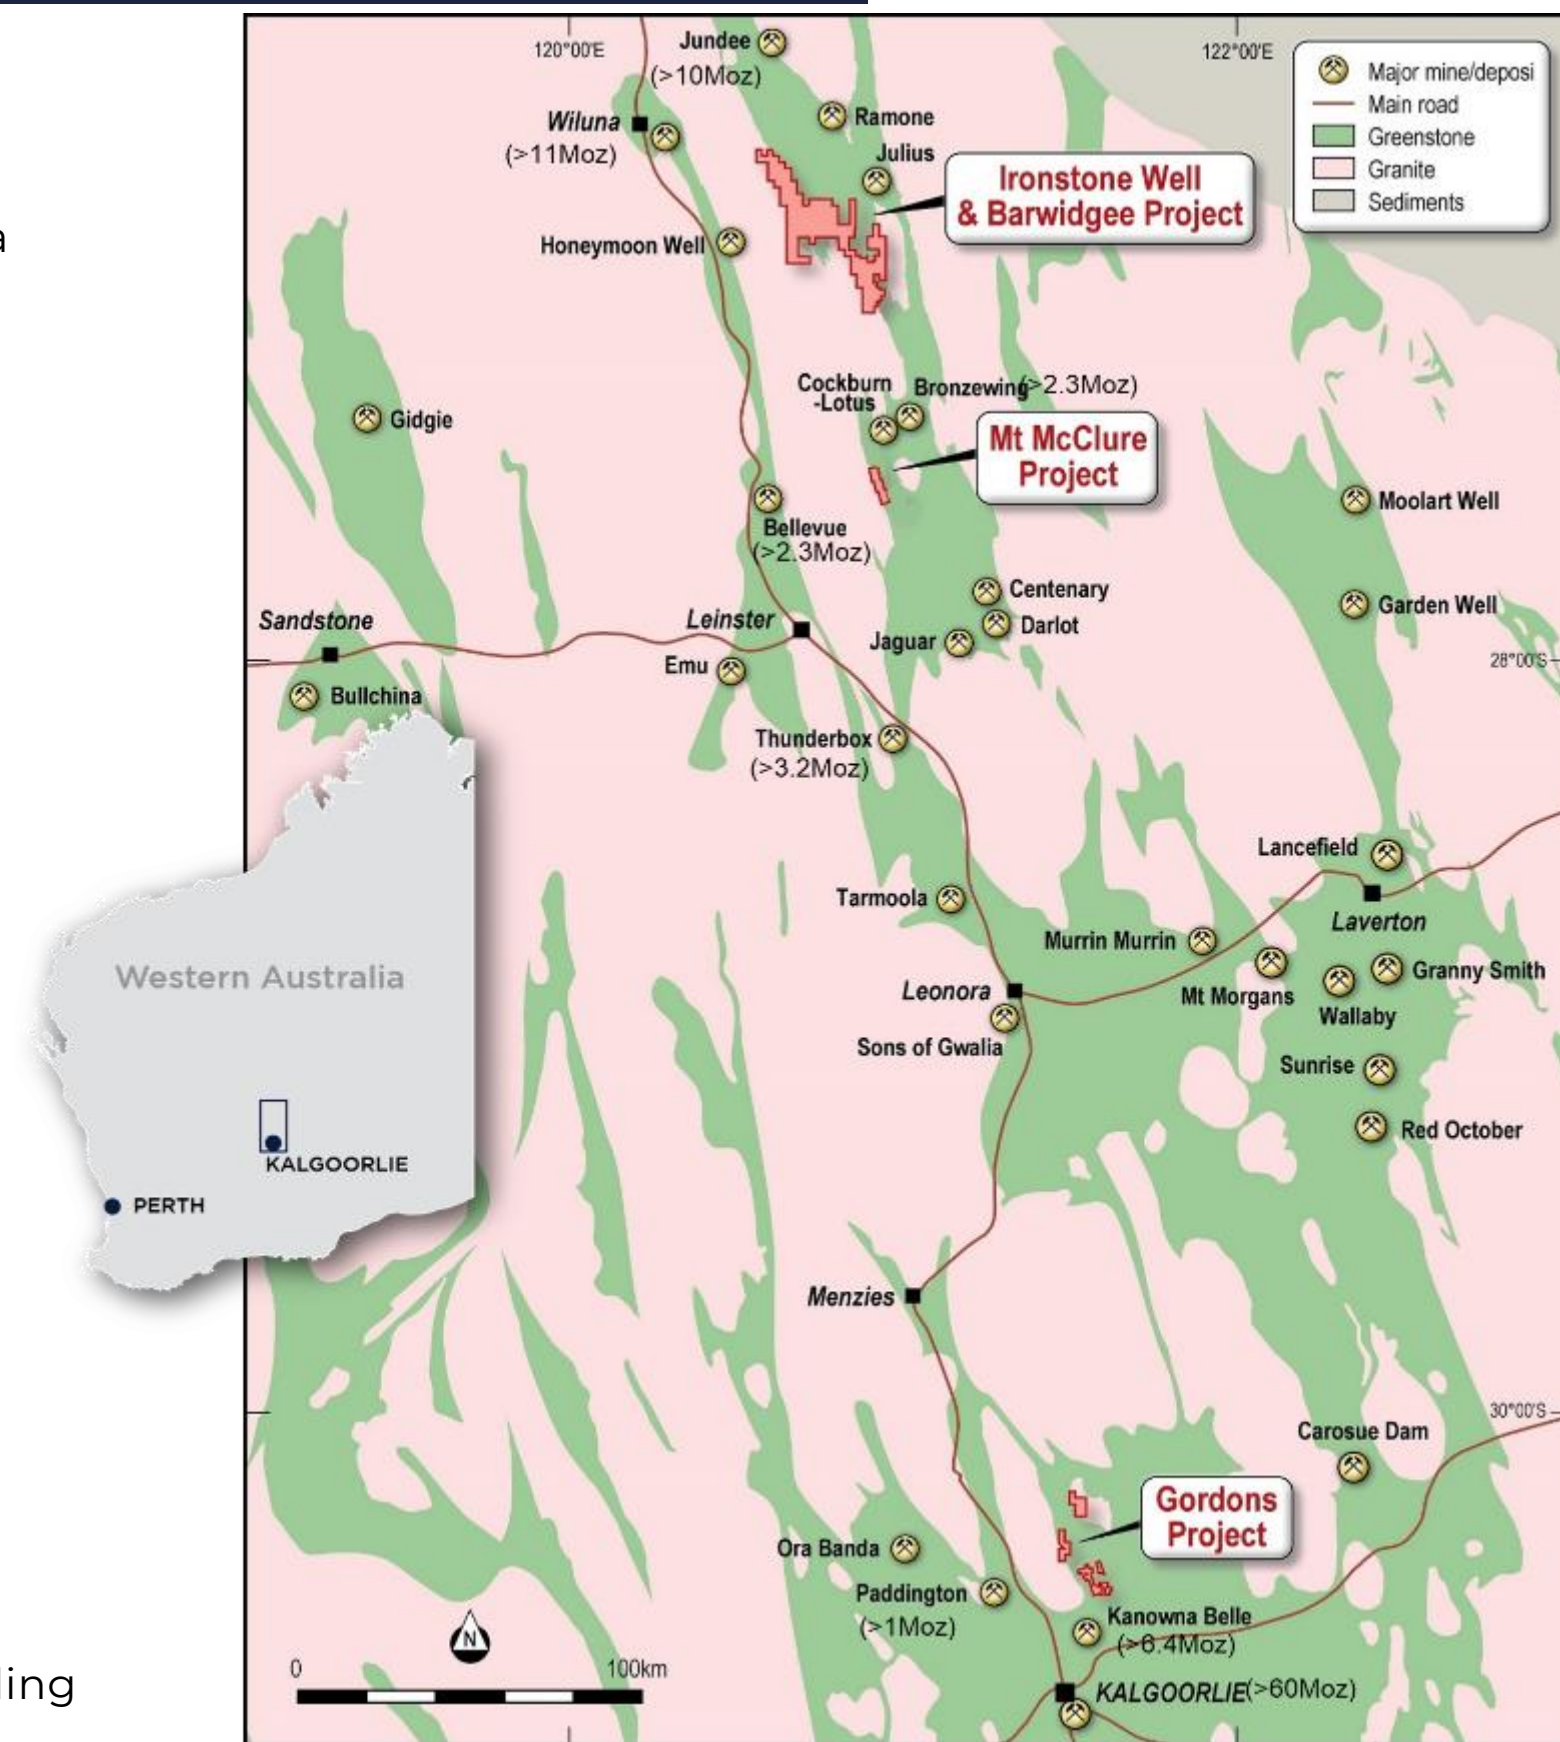 a
ling
120°00'E
122°00'E
Jundee
(>10Moz)
Major mine/deposi
Main road
Greenstone
Granite
Sediments
Wiluna
(>11Moz)
Ramone
Julius
Ironstone Well
& Barwidgee Project
Honeymoon Well
Cockburn
-Lotus
Bronzewing
(>2.3Moz)
Gidgie
Mt McClure
Project
Bellevue
(>2.3Moz)
Moolart Well
Centenary
Garden Well
Sandstone
Leinster
Darlot
Jaguar
Emu
28°00'S
Bullchina
Thunderbox
(>3.2Moz)
Lancefield
Tarmoola
Laverton
Murrin Murrin
Western Australia
Granny Smith
Leonora
Mt Morgans
Wallaby
Sons of Gwalia
Sunrise
Red October
KALGOORLIE
PERTH
Menzies
30°00'S
Carosue Dam
Gordons
Project
Ora Banda
Paddington
(>1Moz)
Kanowna Belle
(>6.4Moz)
N
0
100km
KALGOORLIE
(>60Moz)